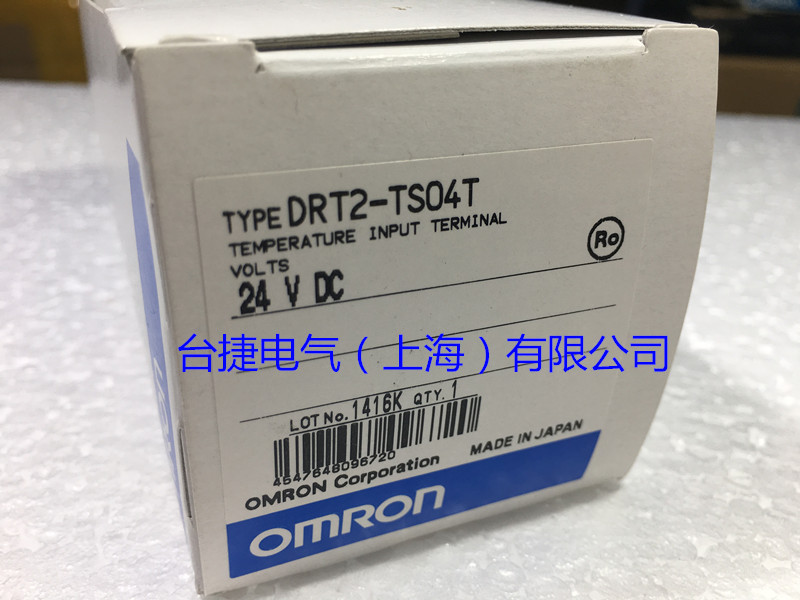 TYPE DRT2-TS04T
TEMPERATURE INPUT TERMINAL
Ro
VOLTS
24 V DC
台捷电气（上海）有限公司
LOT No. 1416K QTY. 1
4547648096720
MADE IN JAPAN
OMRON Corporation
OMRON